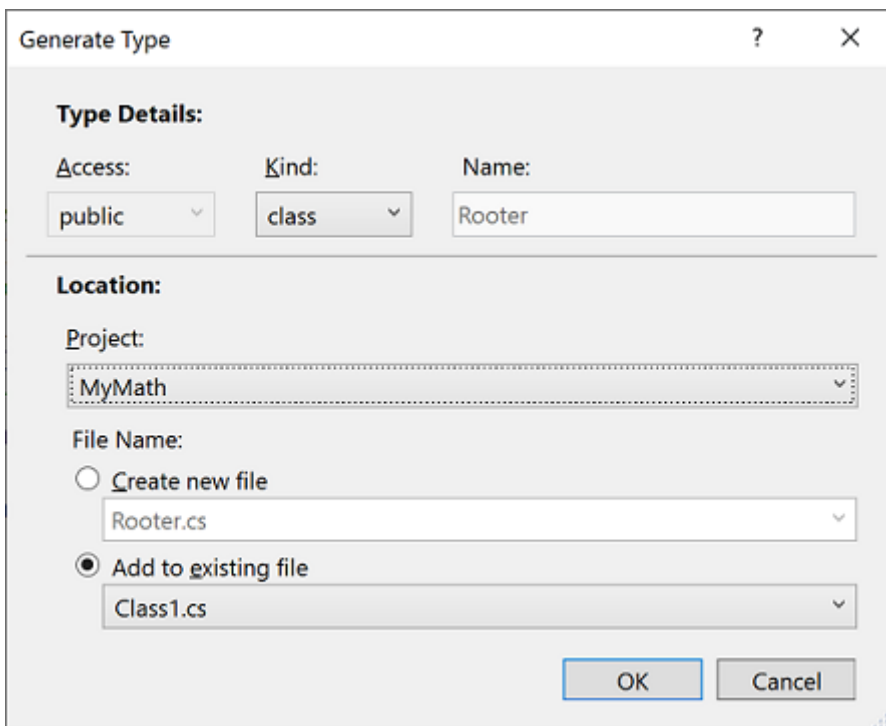 Generate Type
?
Type Details:
Access: Kind: Name:
public class Rooter
Location:
Project:
MyMath
File Name:
Create new file
Rooter.cs
Add to existing file
Class1.cs
OK Cancel